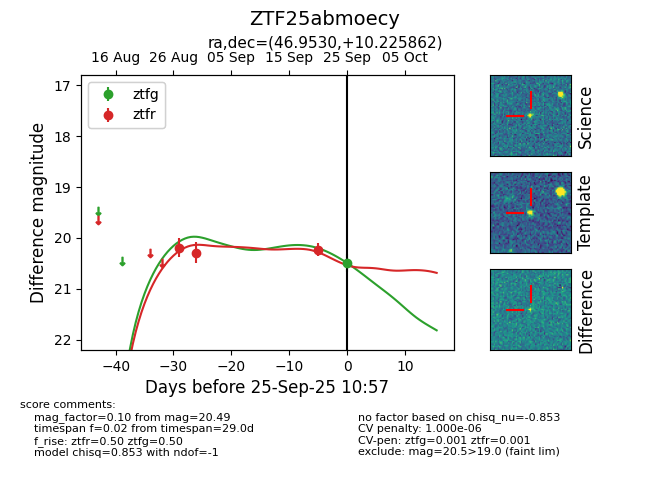 ZTF25abmoecy
ra,dec=(46.9530,+10.225862)
16 Aug 26 Aug 05 Sep 15 Sep 25 Sep 05 Oct
17
18
19
20
21
22
Difference magnitude
ztfg
ztfr
−40 −30 −20 −10 0 10
Days before 25-Sep-25 10:57
Science
Template
Difference
score comments:
mag_factor=0.10 from mag=20.49
timespan f=0.02 from timespan=29.0d
f_rise: ztfr=0.50 ztfg=0.50
model chisq=0.853 with ndof=-1
no factor based on chisq_nu=-0.853
CV penalty: 1.000e-06
CV-pen: ztfg=0.001 ztfr=0.001
exclude: mag=20.5>19.0 (faint lim)